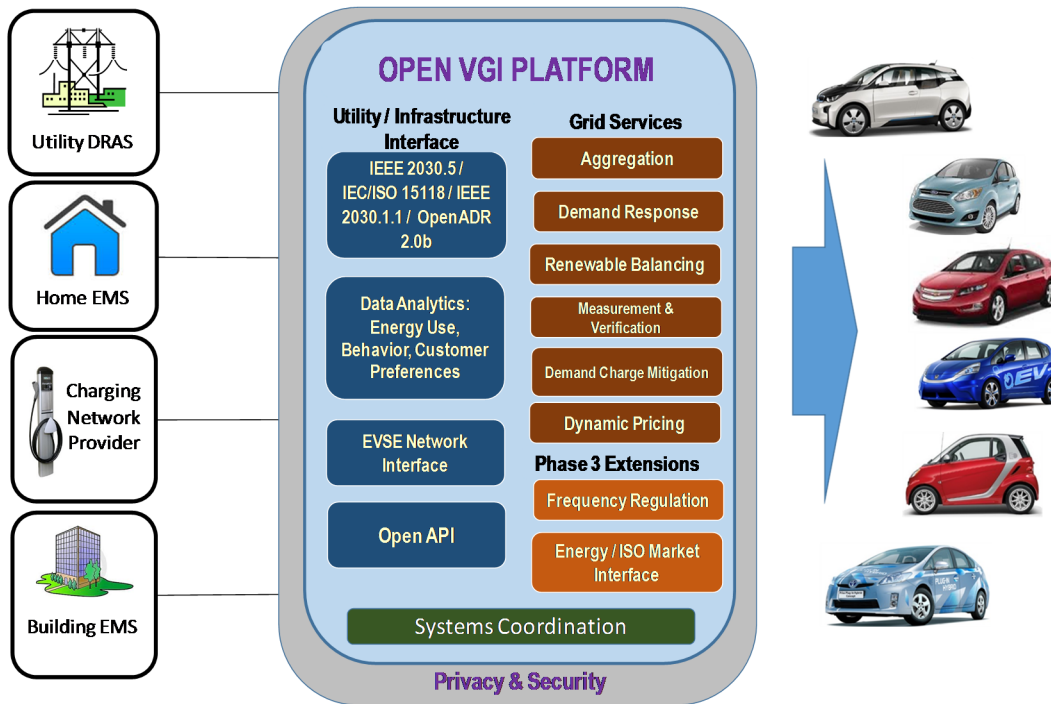 Utility DRAS
Home EMS
Charging
Network
Provider
Building EMS
OPEN VGI PLATFORM
Utility / Infrastructure
Interface
IEEE 2030.5 /
IEC/ISO 15118 / IEEE
2030.1.1 / OpenADR
2.0b
Data Analytics:
Energy Use,
Behavior, Customer
Preferences
EVSE Network
Interface
Open API
Grid Services
Aggregation
Demand Response
Renewable Balancing
Measurement &
Verification
Demand Charge Mitigation
Dynamic Pricing
Phase 3 Extensions
Frequency Regulation
Energy / ISO Market
Interface
Systems Coordination
Privacy & Security
EV